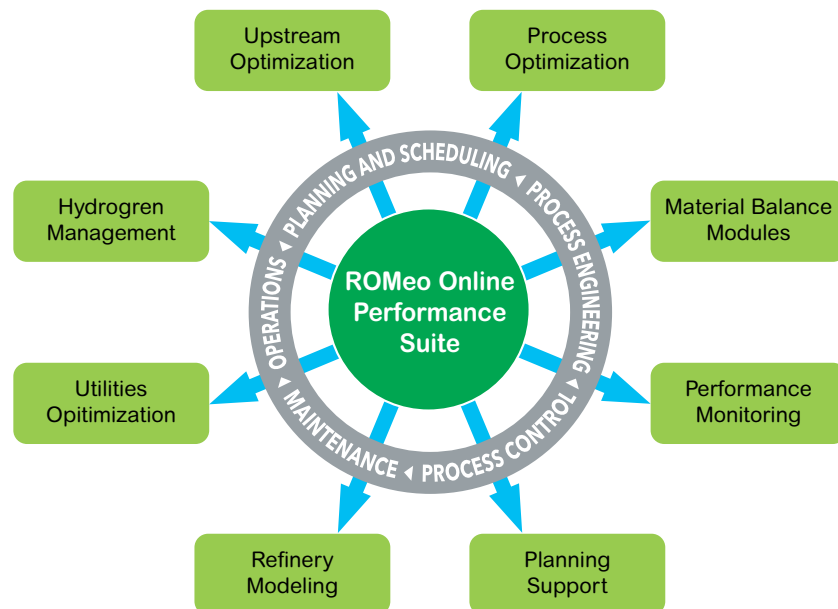 Upstream
Optimization
Process
Optimization
Hydrogren
Management
Material Balance
Modules
ROMeo Online
Performance
Suite
PLANNING AND SCHEDULING
PROCESS ENGINEERING
PROCESS CONTROL
MAINTENANCE
OPERATIONS
Utilities
Opitimization
Performance
Monitoring
Refinery
Modeling
Planning
Support